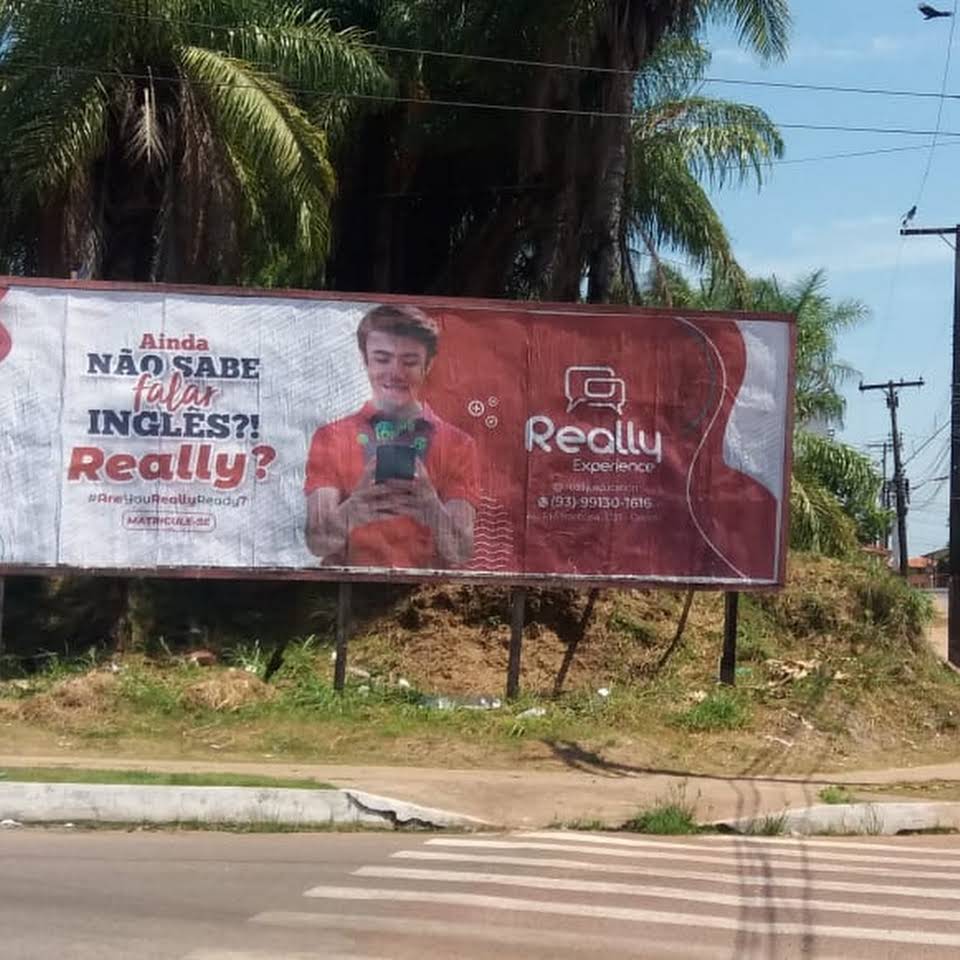 Ainda
NÃO SABE
falar
INGLÊS?!
Really?
#AreYouReallyReady?
MATRICULE-SE
Really
Experience
(93) 99130-1616